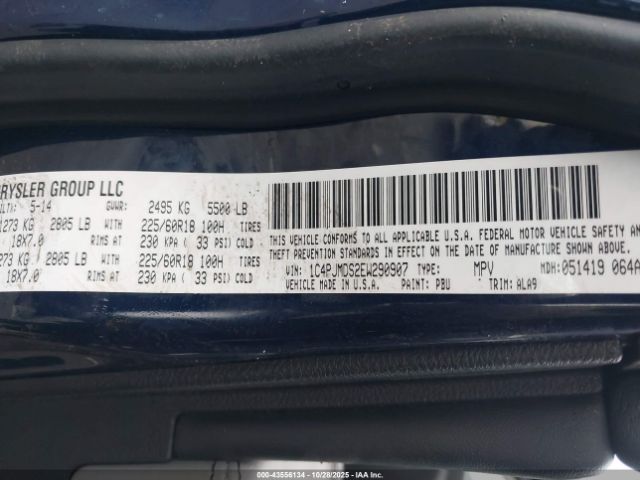 RYSLER GROUP LLC
5-14 GVWR: 2495 KG 5500 LB
1273 KG 2805 LB WITH 225/60R18 100H TIRES
18X7.0 RIMS AT 230 KPA ( 33 PSI) COLD
273 KG 2805 LB WITH 225/60R18 100H TIRES
18X7.0 RIMS AT 230 KPA ( 33 PSI) COLD
THIS VEHICLE CONFORMS TO ALL APPLICABLE U.S.A. FEDERAL MOTOR VEHICLE SAFETY AN
THEFT PREVENTION STANDARDS IN EFFECT ON THE DATE OF MANUFACTURE SHOWN ABOVE.
VIN: 1C4PJMDS2EW290907 TYPE: MPV MDH: 051419 064A
VEHICLE MADE IN U.S.A. PAINT: PBU TRIM: ALA9
000-43556134 - 10/28/2025 - IAA Inc.